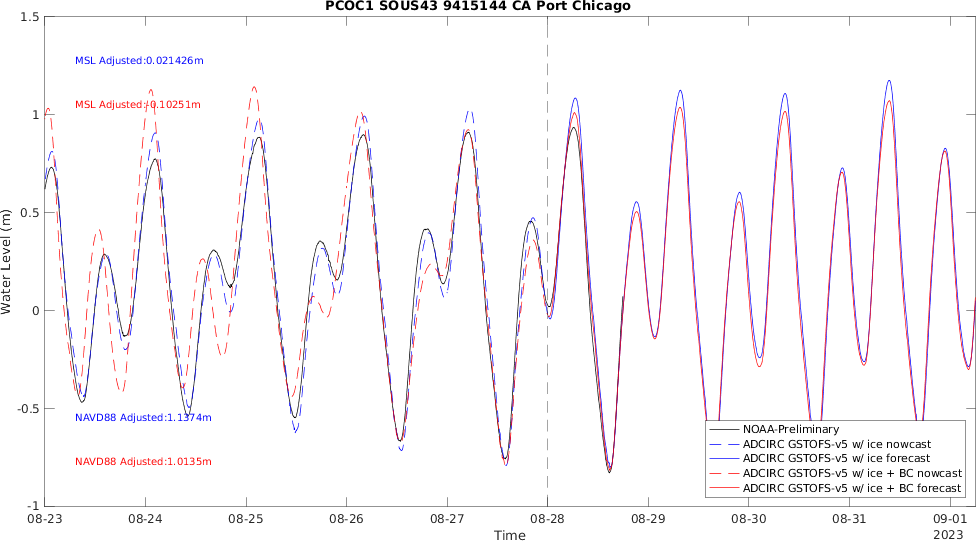 PCOC1 SOUS43 9415144 CA Port Chicago
1.5
1
0.5
0
-0.5
-1
Water Level (m)
MSL Adjusted:0.021426m
MSL Adjusted:-0.10251m
NAVD88 Adjusted:1.1374m
NAVD88 Adjusted:1.0135m
NOAA-Preliminary
ADCIRC GSTOFS-v5 w/ ice nowcast
ADCIRC GSTOFS-v5 w/ ice forecast
ADCIRC GSTOFS-v5 w/ ice + BC nowcast
ADCIRC GSTOFS-v5 w/ ice + BC forecast
08-23 08-24 08-25 08-26 08-27 08-28 08-29 08-30 08-31 09-01
2023
Time